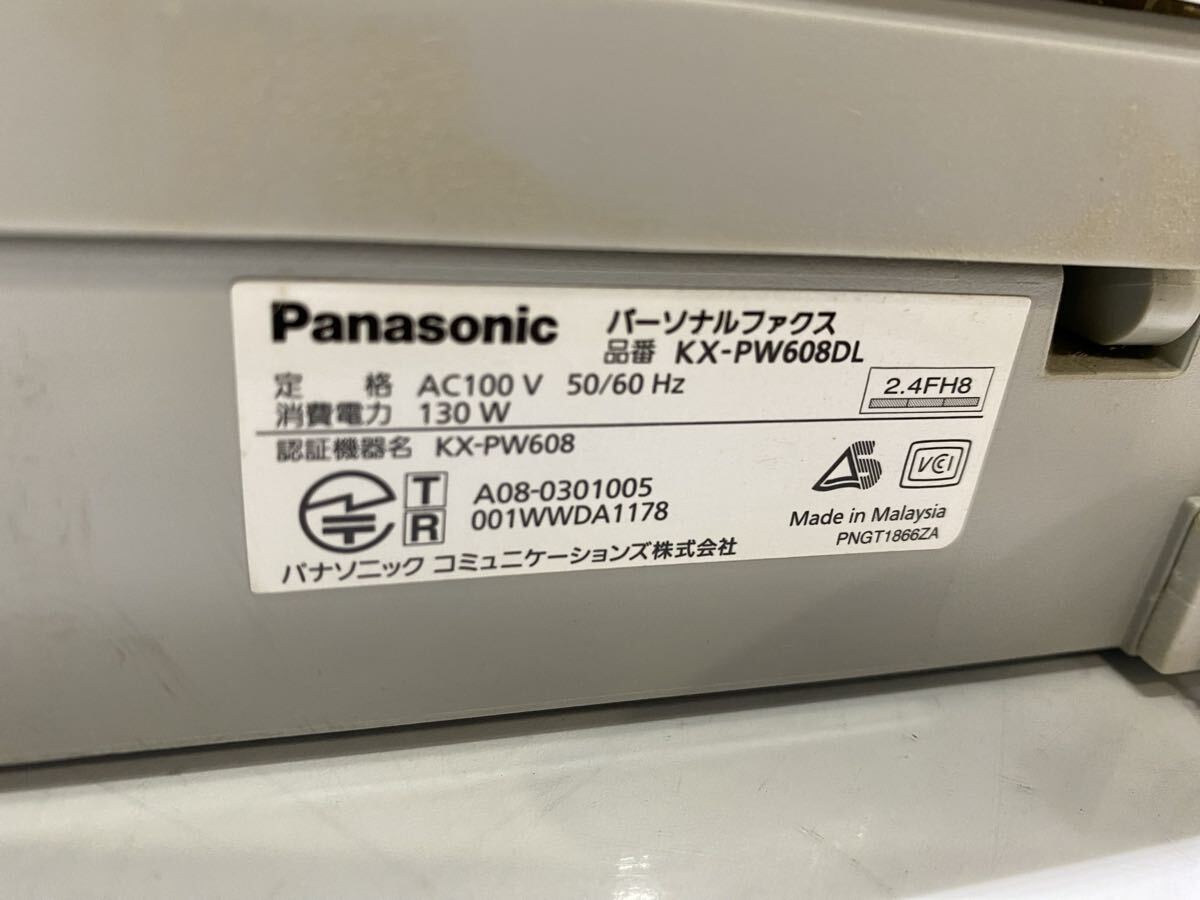 Panasonic パーソナルファクス
品番 KX-PW608DL
定 格 AC100 V 50/60 Hz
消費電力 130 W
2.4FH8
認証機器名 KX-PW608
T A08-0301005
R 001WWDA1178
パナソニック コミュニケーションズ株式会社
S
VCI
Made in Malaysia
PNGT1866ZA